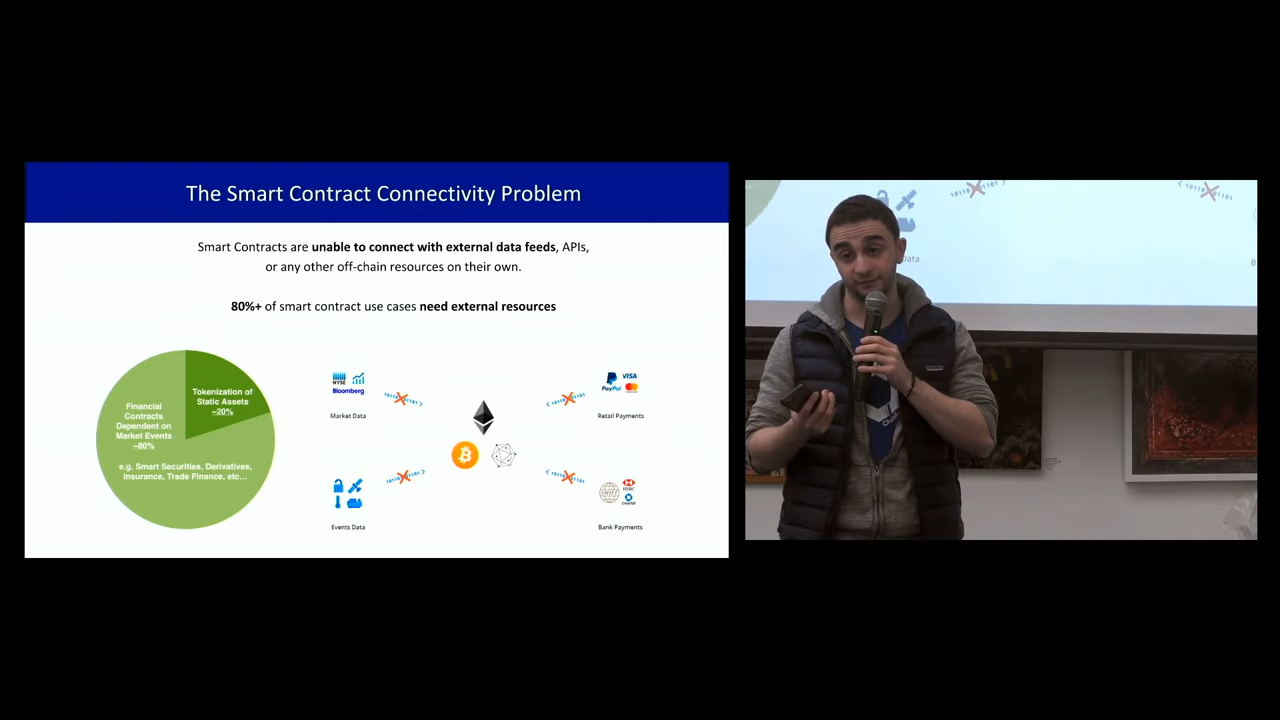 The Smart Contract Connectivity Problem
Smart Contracts are unable to connect with external data feeds, APIs,
or any other off-chain resources on their own.
80%+ of smart contract use cases need external resources
Tokenization of
Static Assets
~20%
Financial
Contracts
Dependent on
Market Events
~80%
e.g. Smart Securities, Derivatives,
Insurance, Trade Finance, etc...
NYSE
Bloomberg
Market Data
Events Data
PayPal
VISA
Retail Payments
SWIFT
HSBC
CHASE
Bank Payments